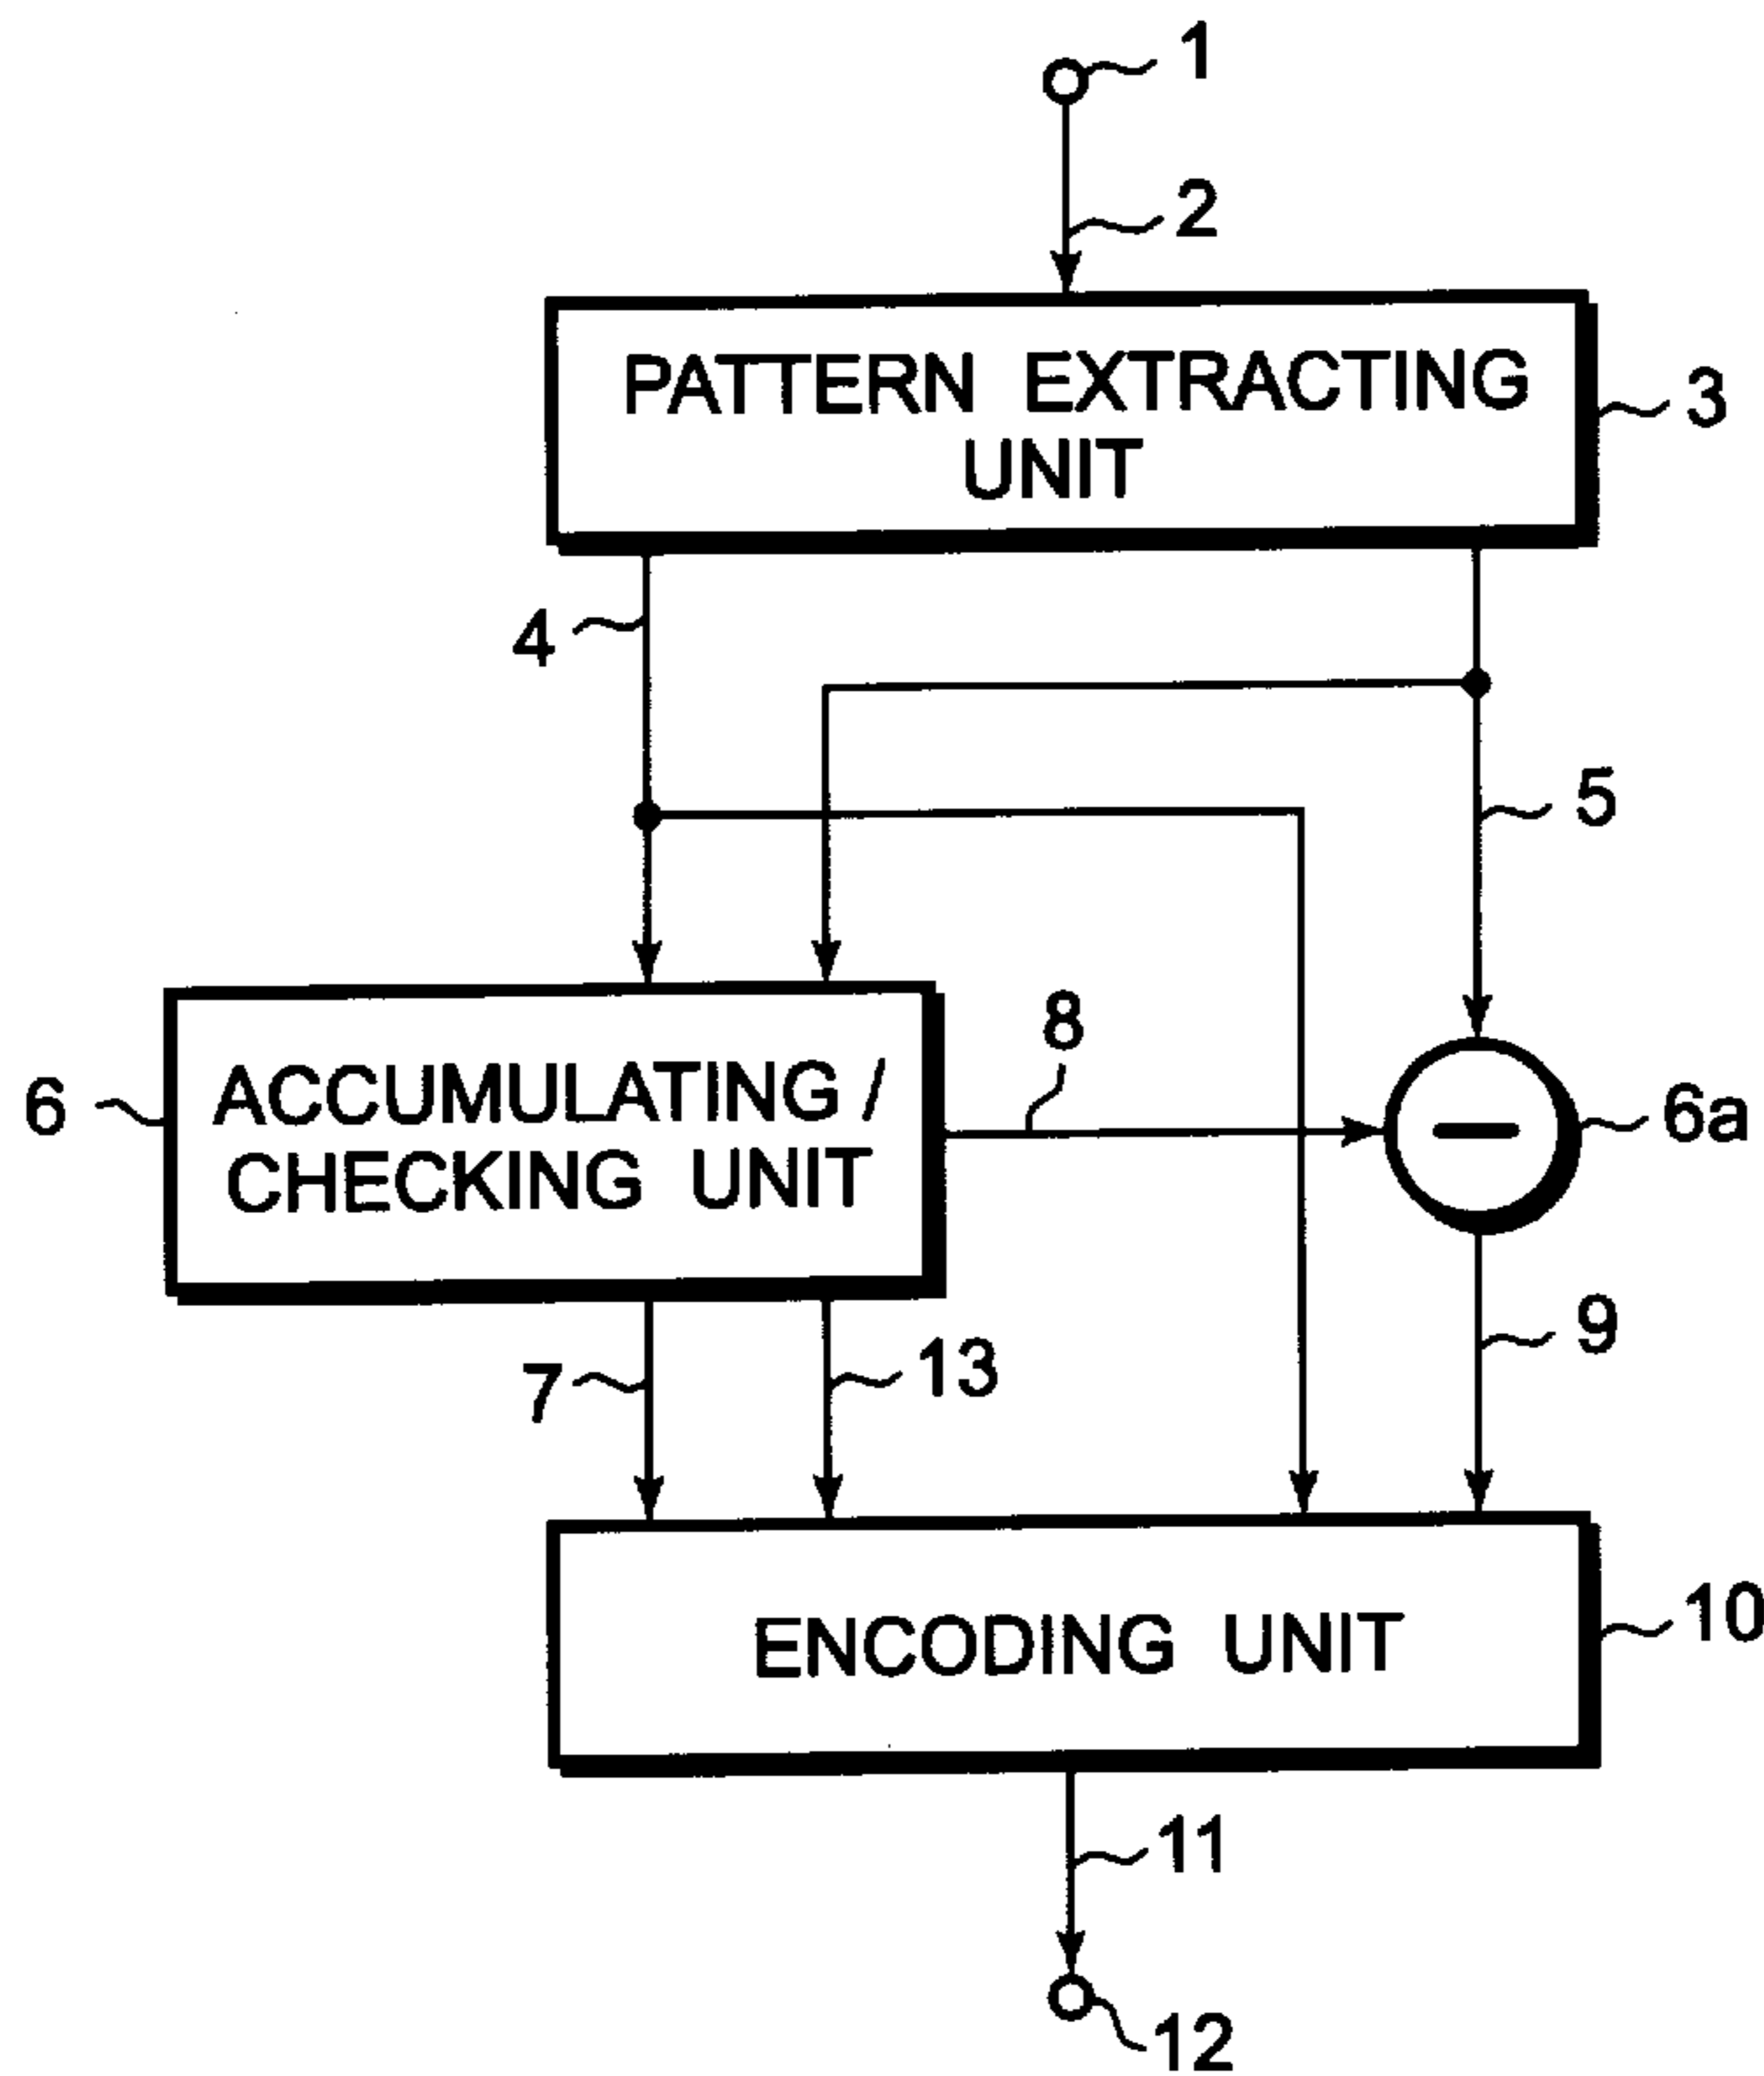 1
2
PATTERN EXTRACTING
UNIT
3
4
5
8
6
ACCUMULATING /
CHECKING UNIT
6a
7
13
9
ENCODING UNIT
10
11
12